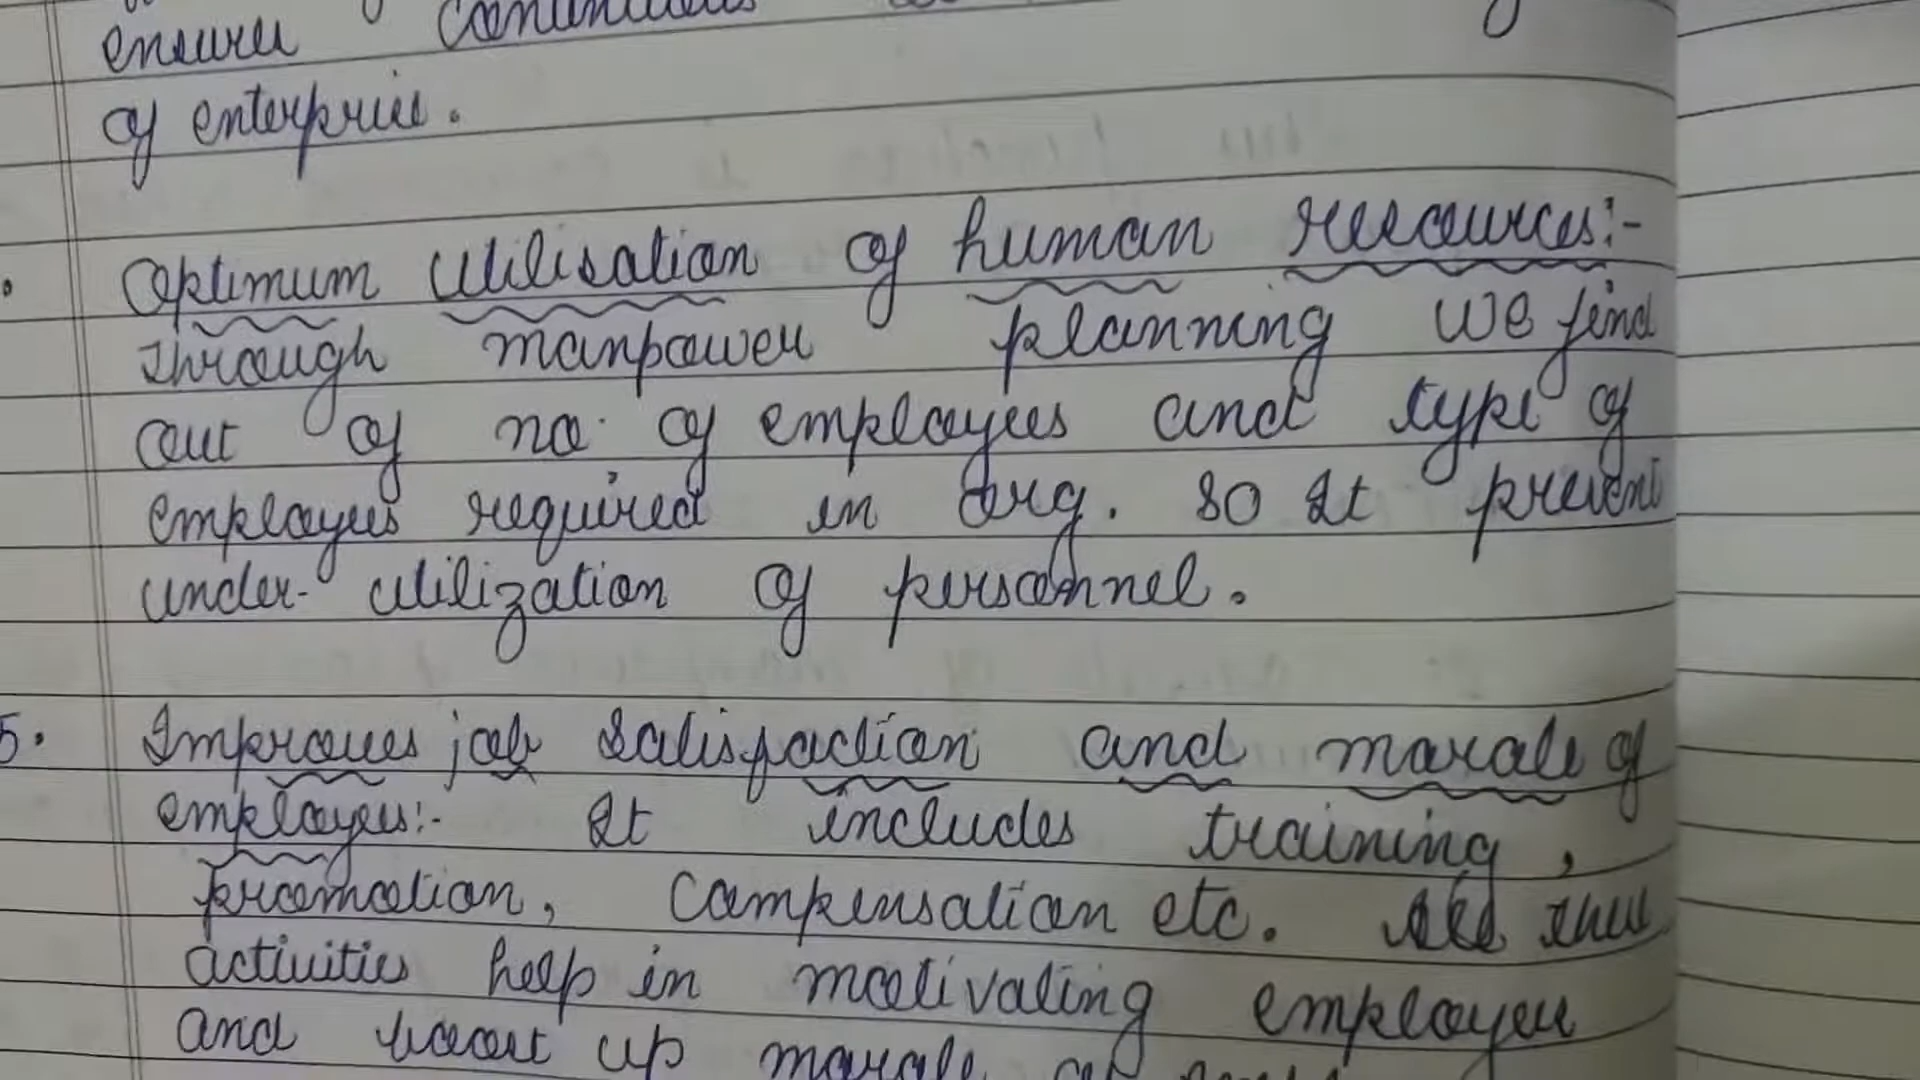 ensure continuous
of enterprise.
Optimum utilisation of human resources:-
Through manpower planning we find
out of no. of employees and type of
employees required in org. So It prevent
under-utilization of personnel.
5. Improves job satisfaction and morale of
employees:- It includes training,
promotion, compensation etc. All these
activities help in motivating employees
and boost up morale of